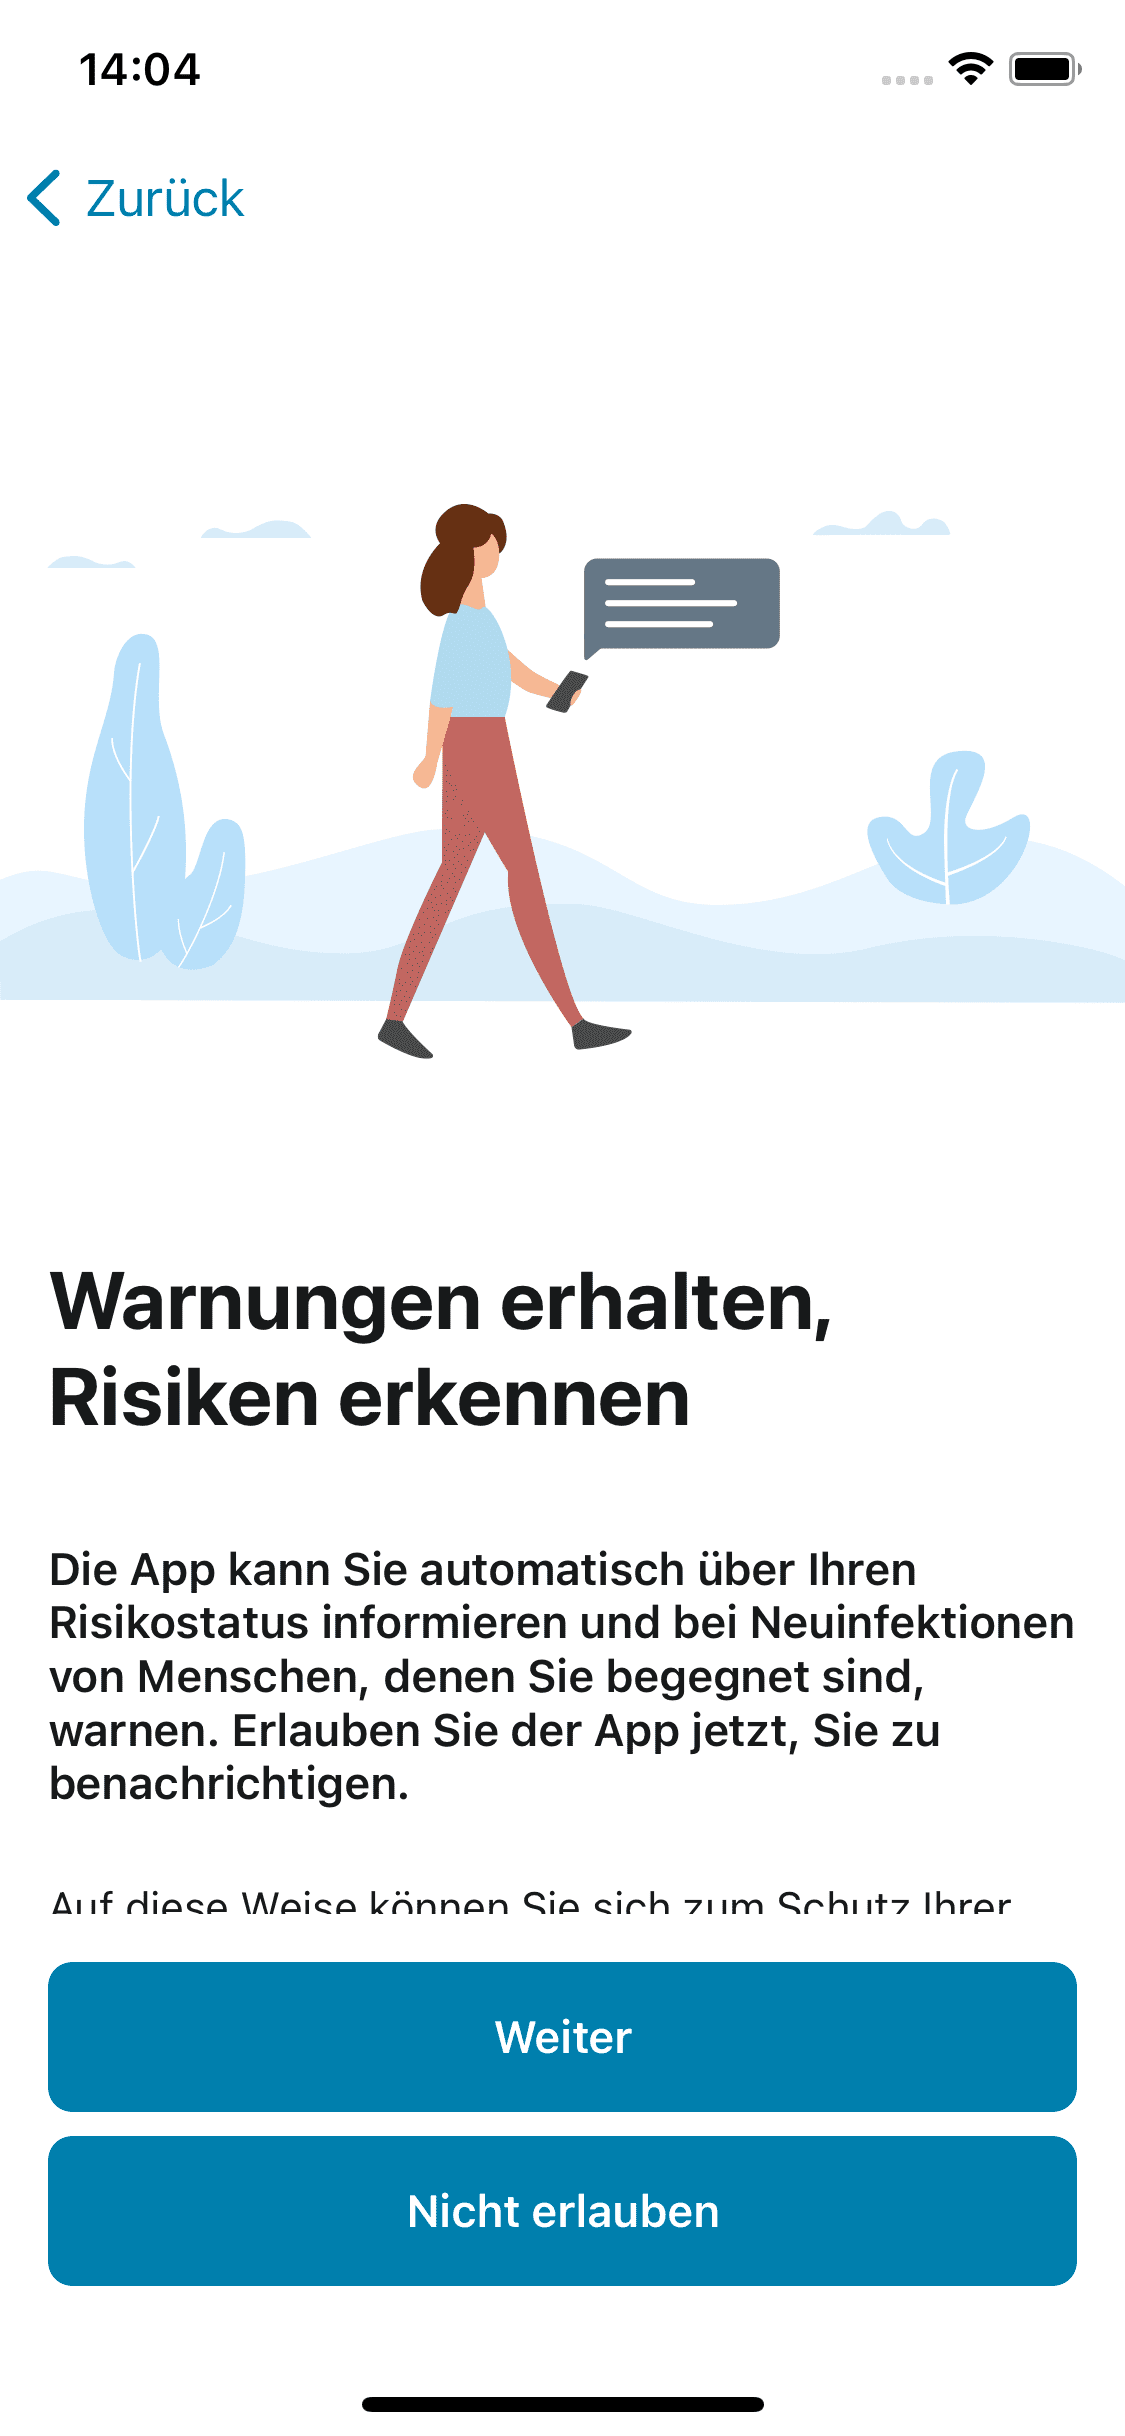 14:04
Zurück
Warnungen erhalten,
Risiken erkennen
Die App kann Sie automatisch über Ihren
Risikostatus informieren und bei Neuinfektionen
von Menschen, denen Sie begegnet sind,
warnen. Erlauben Sie der App jetzt, Sie zu
benachrichtigen.
Auf diese Weise können Sie sich zum Schutz Ihrer
Weiter
Nicht erlauben